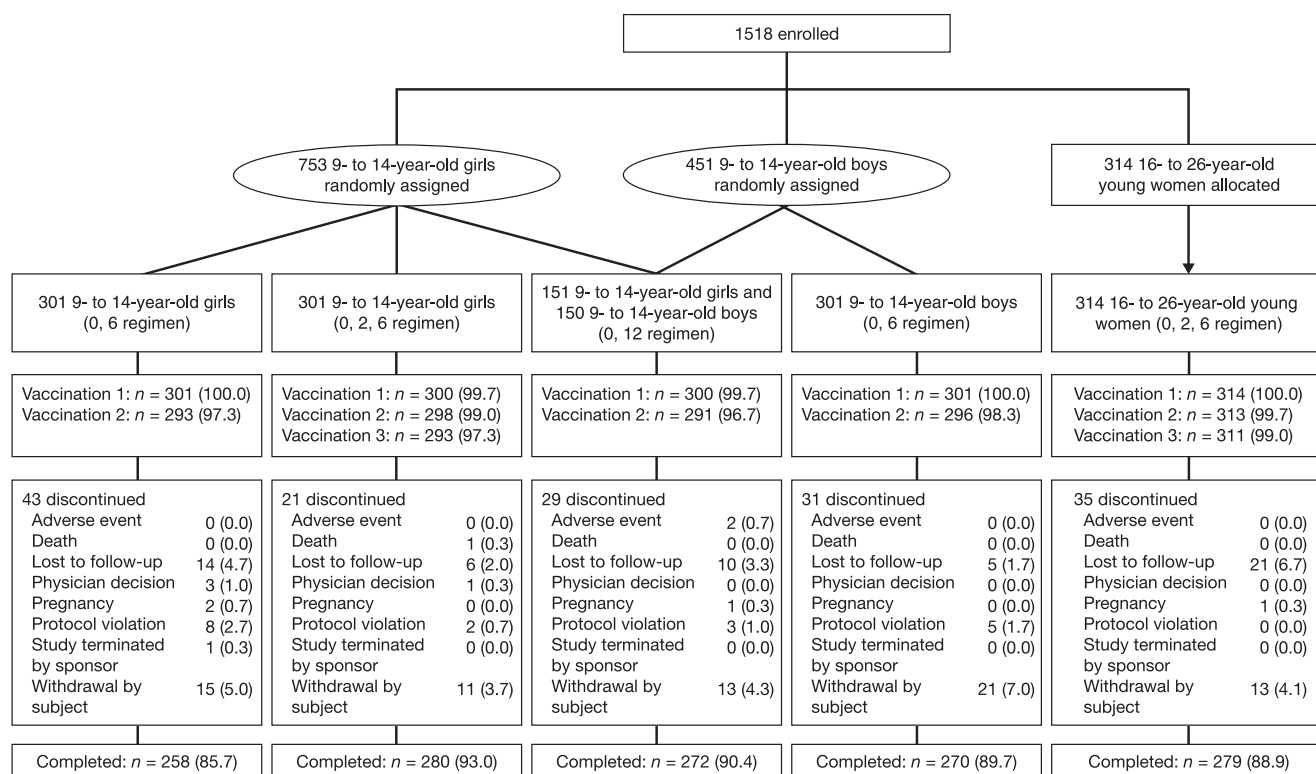 1518 enrolled
753 9- to 14-year-old girls
randomly assigned
451 9- to 14-year-old boys
randomly assigned
314 16- to 26-year-old
young women allocated
301 9- to 14-year-old girls
(0, 6 regimen)
301 9- to 14-year-old girls
(0, 2, 6 regimen)
151 9- to 14-year-old girls and
150 9- to 14-year-old boys
(0, 12 regimen)
301 9- to 14-year-old boys
(0, 6 regimen)
314 16- to 26-year-old young
women (0, 2, 6 regimen)
Vaccination 1: n = 301 (100.0)
Vaccination 2: n = 293 (97.3)
Vaccination 1: n = 300 (99.7)
Vaccination 2: n = 298 (99.0)
Vaccination 3: n = 293 (97.3)
Vaccination 1: n = 300 (99.7)
Vaccination 2: n = 291 (96.7)
Vaccination 1: n = 301 (100.0)
Vaccination 2: n = 296 (98.3)
Vaccination 1: n = 314 (100.0)
Vaccination 2: n = 313 (99.7)
Vaccination 3: n = 311 (99.0)
43 discontinued
Adverse event 0 (0.0)
Death 0 (0.0)
Lost to follow-up 14 (4.7)
Physician decision 3 (1.0)
Pregnancy 2 (0.7)
Protocol violation 8 (2.7)
Study terminated 1 (0.3)
by sponsor
Withdrawal by 15 (5.0)
subject
21 discontinued
Adverse event 0 (0.0)
Death 1 (0.3)
Lost to follow-up 6 (2.0)
Physician decision 1 (0.3)
Pregnancy 0 (0.0)
Protocol violation 2 (0.7)
Study terminated 0 (0.0)
by sponsor
Withdrawal by 11 (3.7)
subject
29 discontinued
Adverse event 2 (0.7)
Death 0 (0.0)
Lost to follow-up 10 (3.3)
Physician decision 0 (0.0)
Pregnancy 1 (0.3)
Protocol violation 3 (1.0)
Study terminated 0 (0.0)
by sponsor
Withdrawal by 13 (4.3)
subject
31 discontinued
Adverse event 0 (0.0)
Death 0 (0.0)
Lost to follow-up 5 (1.7)
Physician decision 0 (0.0)
Pregnancy 0 (0.0)
Protocol violation 5 (1.7)
Study terminated 0 (0.0)
by sponsor
Withdrawal by 21 (7.0)
subject
35 discontinued
Adverse event 0 (0.0)
Death 0 (0.0)
Lost to follow-up 21 (6.7)
Physician decision 0 (0.0)
Pregnancy 1 (0.3)
Protocol violation 0 (0.0)
Study terminated 0 (0.0)
by sponsor
Withdrawal by 13 (4.1)
subject
Completed: n = 258 (85.7)
Completed: n = 280 (93.0)
Completed: n = 272 (90.4)
Completed: n = 270 (89.7)
Completed: n = 279 (88.9)